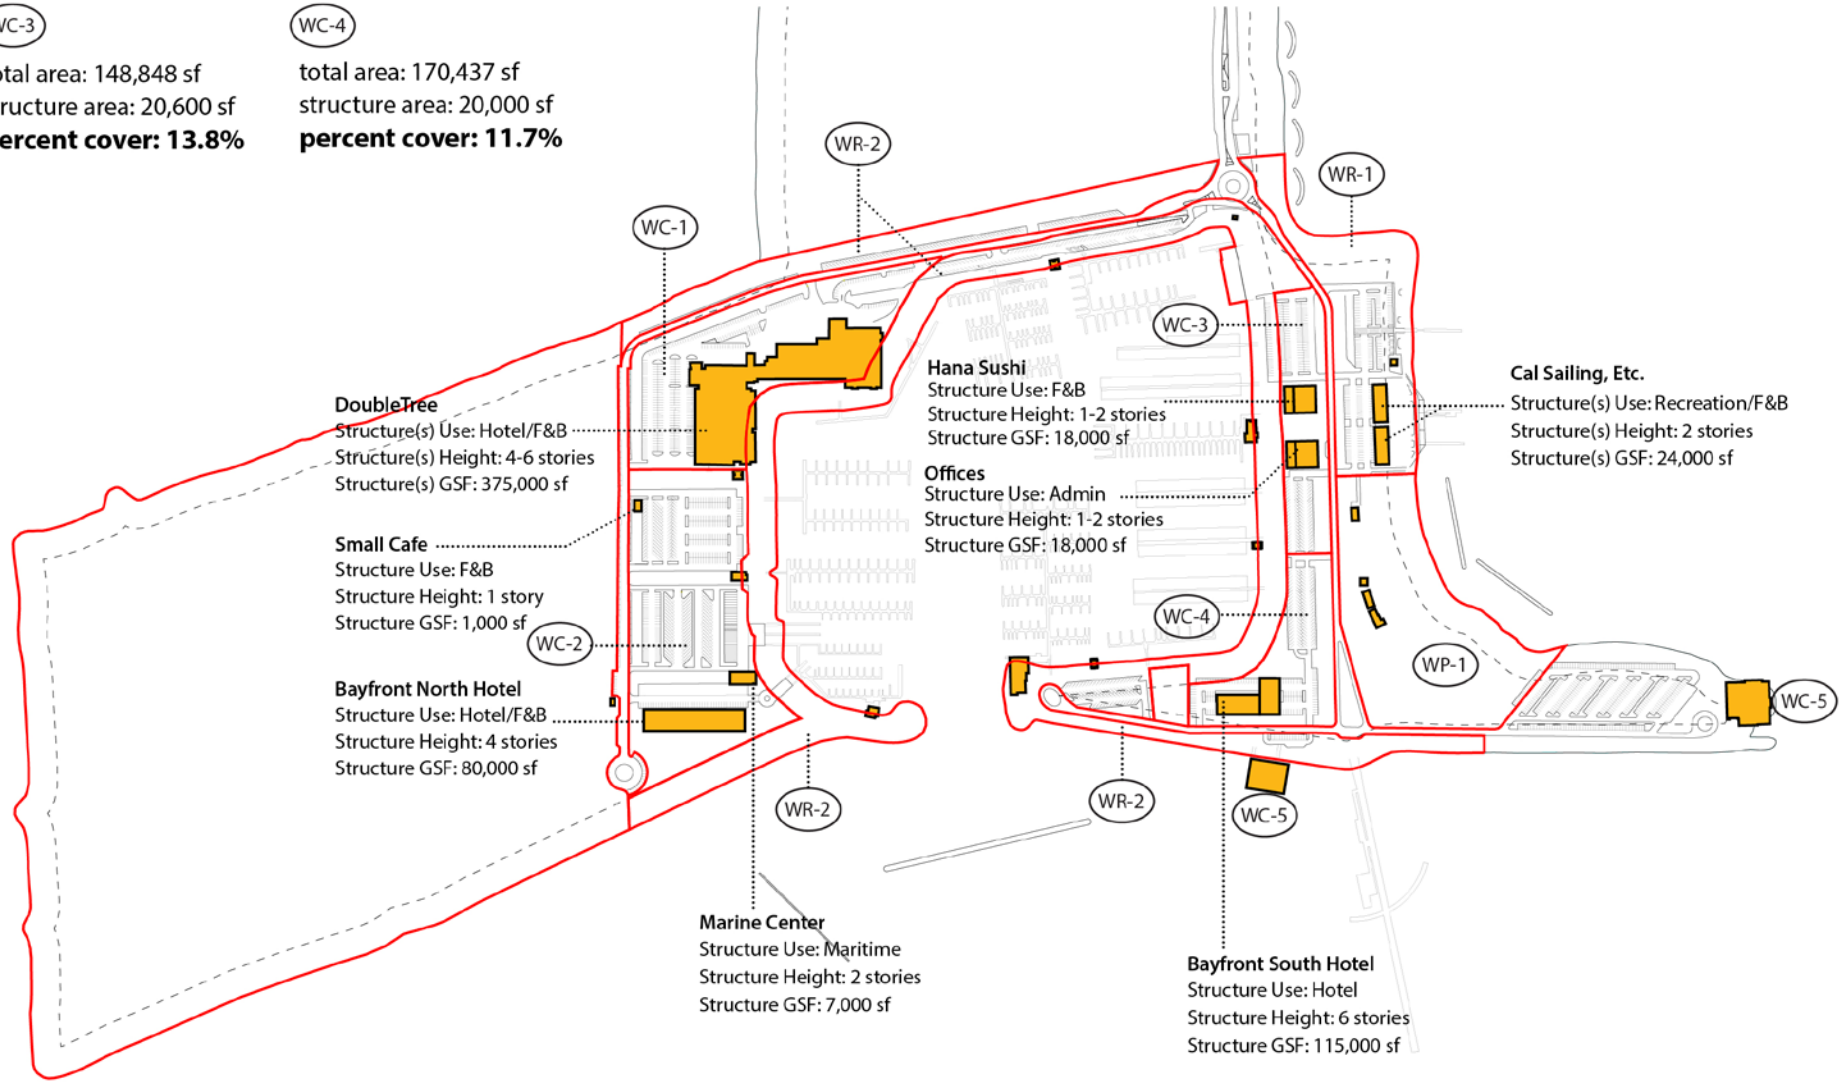 WC-3
otal area: 148,848 sf
ructure area: 20,600 sf
ercent cover: 13.8%
WC-4
total area: 170,437 sf
structure area: 20,000 sf
percent cover: 11.7%
WR-2
WR-1
WC-1
WC-3
Hana Sushi
Structure Use: F&B
Structure Height: 1-2 stories
Structure GSF: 18,000 sf
Cal Sailing, Etc.
Structure(s) Use: Recreation/F&B
Structure(s) Height: 2 stories
Structure(s) GSF: 24,000 sf
DoubleTree
Structure(s) Use: Hotel/F&B
Structure(s) Height: 4-6 stories
Structure(s) GSF: 375,000 sf
Offices
Structure Use: Admin
Structure Height: 1-2 stories
Structure GSF: 18,000 sf
Small Cafe
Structure Use: F&B
Structure Height: 1 story
Structure GSF: 1,000 sf
WC-2
WC-4
WP-1
WC-5
Bayfront North Hotel
Structure Use: Hotel/F&B
Structure Height: 4 stories
Structure GSF: 80,000 sf
WR-2
WR-2
WC-5
Marine Center
Structure Use: Maritime
Structure Height: 2 stories
Structure GSF: 7,000 sf
Bayfront South Hotel
Structure Use: Hotel
Structure Height: 6 stories
Structure GSF: 115,000 sf